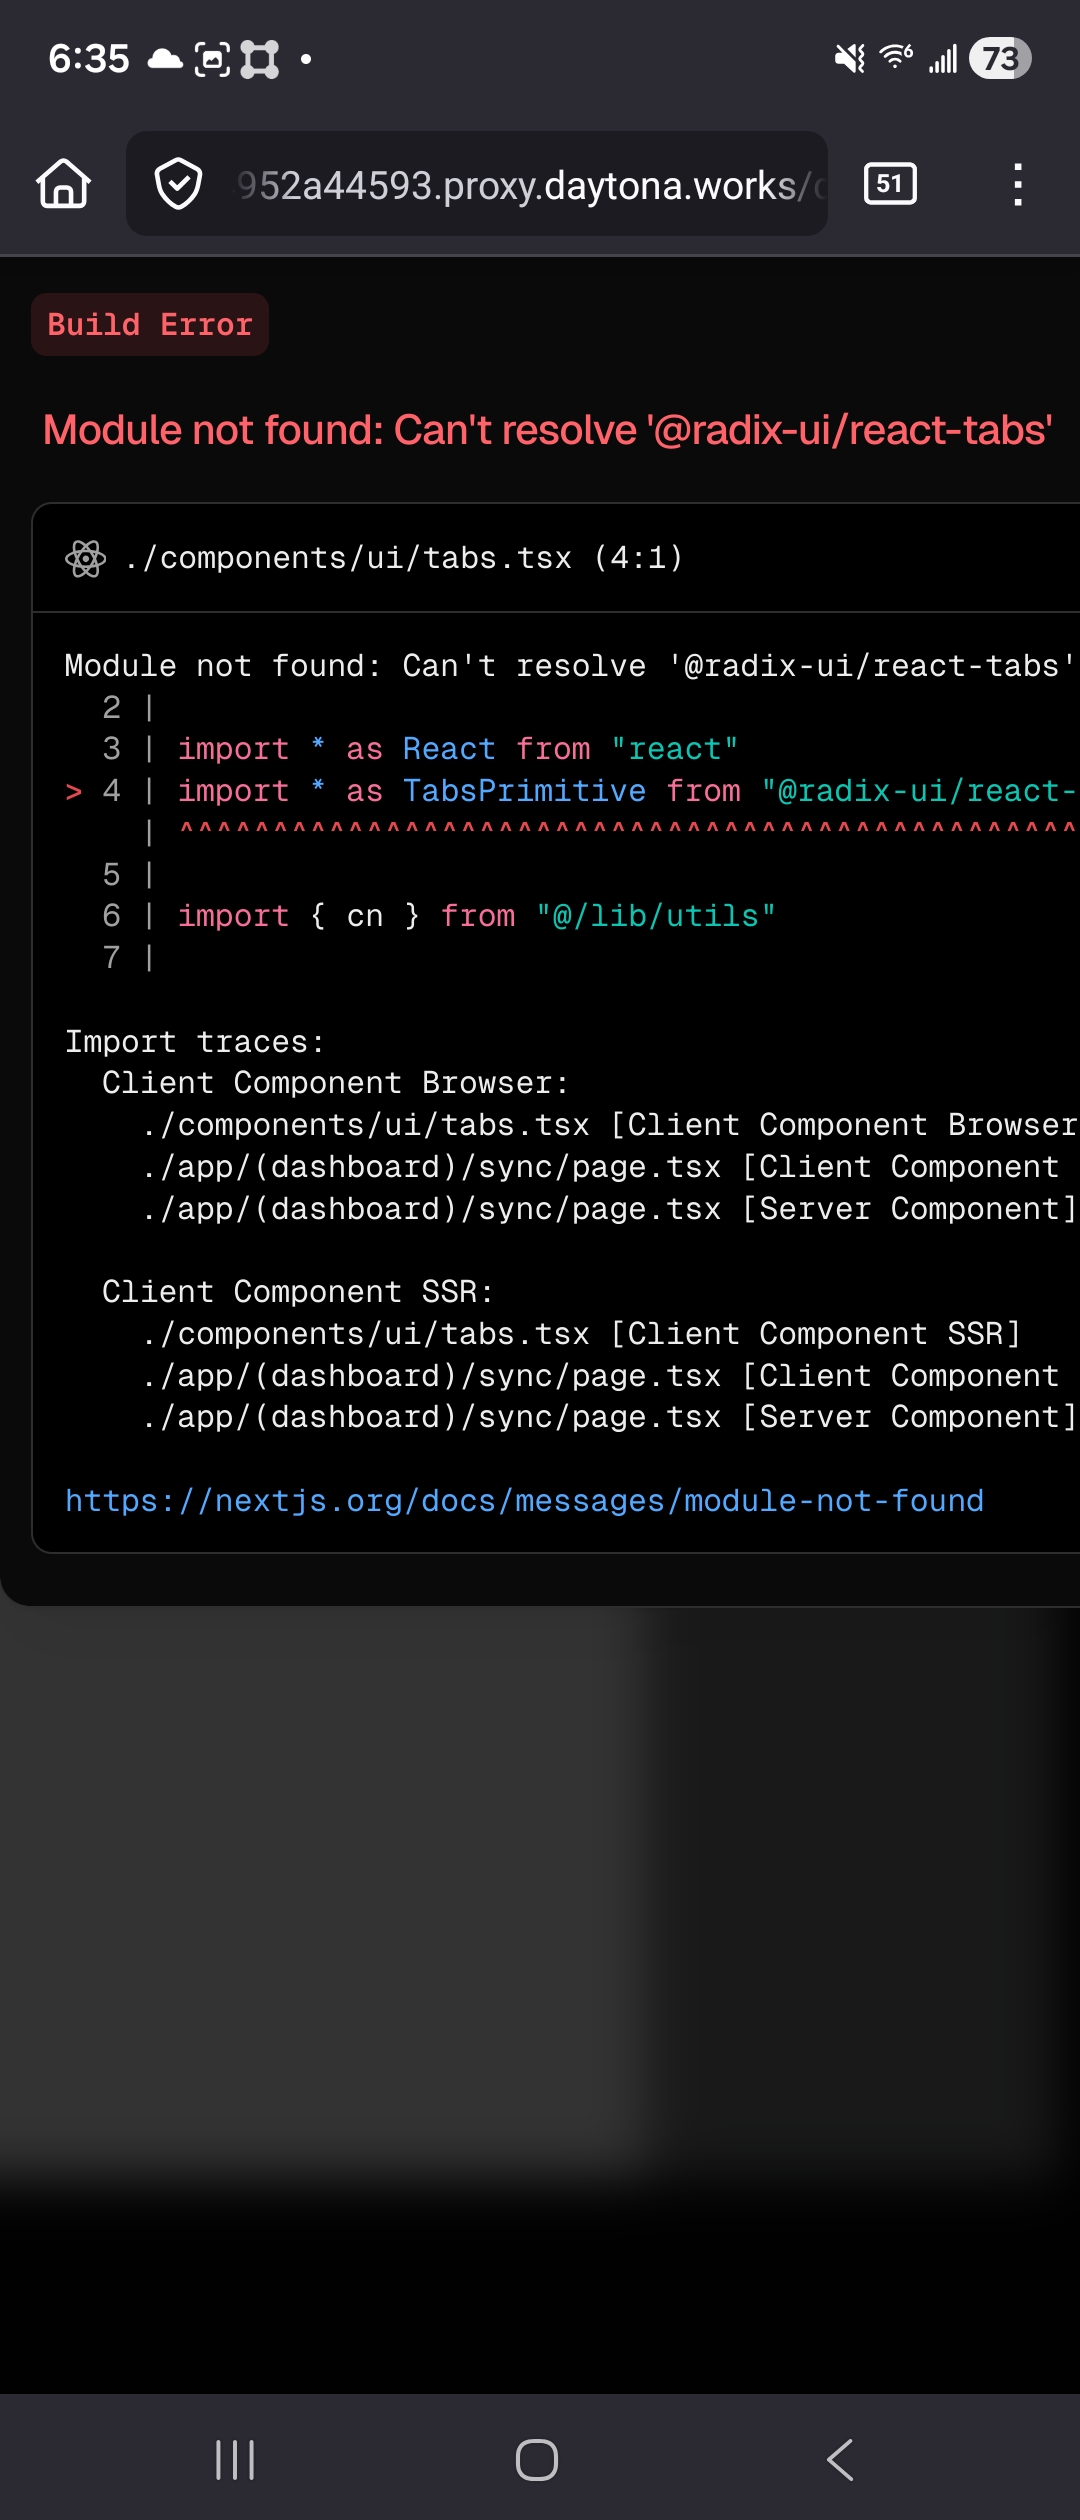 6:35
6
73
952a44593.proxy.daytona.works/
51
Build Error
Module not found: Can't resolve '@radix-ui/react-tabs'
./components/ui/tabs.tsx (4:1)
Module not found: Can't resolve '@radix-ui/react-tabs'
2 |
3 | import * as React from "react"
> 4 | import * as TabsPrimitive from "@radix-ui/react-
| ^^^^^^^^^^^^^^^^^^^^^^^^^^^^^^^^^^^^^^^^^^^^^^^^
5 |
6 | import { cn } from "@/lib/utils"
7 |
Import traces:
Client Component Browser:
./components/ui/tabs.tsx [Client Component Browser
./app/(dashboard)/sync/page.tsx [Client Component
./app/(dashboard)/sync/page.tsx [Server Component]
Client Component SSR:
./components/ui/tabs.tsx [Client Component SSR]
./app/(dashboard)/sync/page.tsx [Client Component
./app/(dashboard)/sync/page.tsx [Server Component]
https://nextjs.org/docs/messages/module-not-found